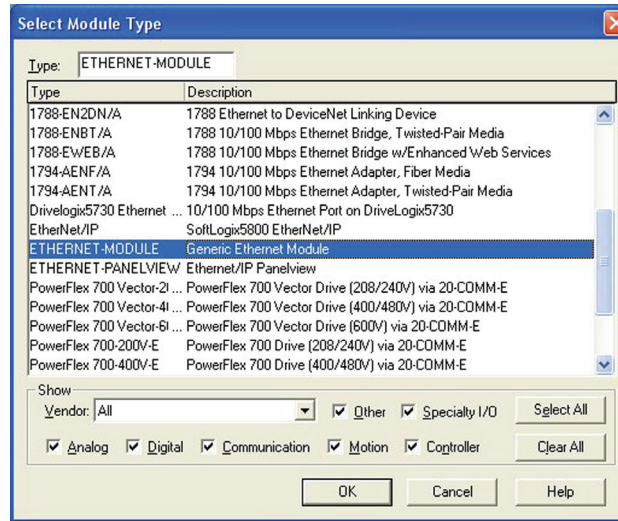 Select Module Type
Type: ETHERNET-MODULE
Type Description
1788-EN2DN/A 1788 Ethernet to DeviceNet Linking Device
1788-ENBT/A 1788 10/100 Mbps Ethernet Bridge, Twisted-Pair Media
1788-EWEB/A 1788 10/100 Mbps Ethernet Bridge w/Enhanced Web Services
1794-AENF/A 1794 10/100 Mbps Ethernet Adapter, Fiber Media
1794-AENT/A 1794 10/100 Mbps Ethernet Adapter, Twisted-Pair Media
Drivelogix5730 Ethernet ... 10/100 Mbps Ethernet Port on DriveLogix5730
EtherNet/IP SoftLogix5800 EtherNet/IP
ETHERNET-MODULE Generic Ethernet Module
ETHERNET-PANELVIEW Ethernet/IP Panelview
PowerFlex 700 Vector-2( ... PowerFlex 700 Vector Drive (208/240V) via 20-COMM-E
PowerFlex 700 Vector-4( ... PowerFlex 700 Vector Drive (400/480V) via 20-COMM-E
PowerFlex 700 Vector-6( ... PowerFlex 700 Vector Drive (600V) via 20-COMM-E
PowerFlex 700-200V-E PowerFlex 700 Drive (208/240V) via 20-COMM-E
PowerFlex 700-400V-E PowerFlex 700 Drive (400/480V) via 20-COMM-E
Show
Vendor: All Other Specialty I/O Select All
Analog Digital Communication Motion Controller Clear All
OK Cancel Help